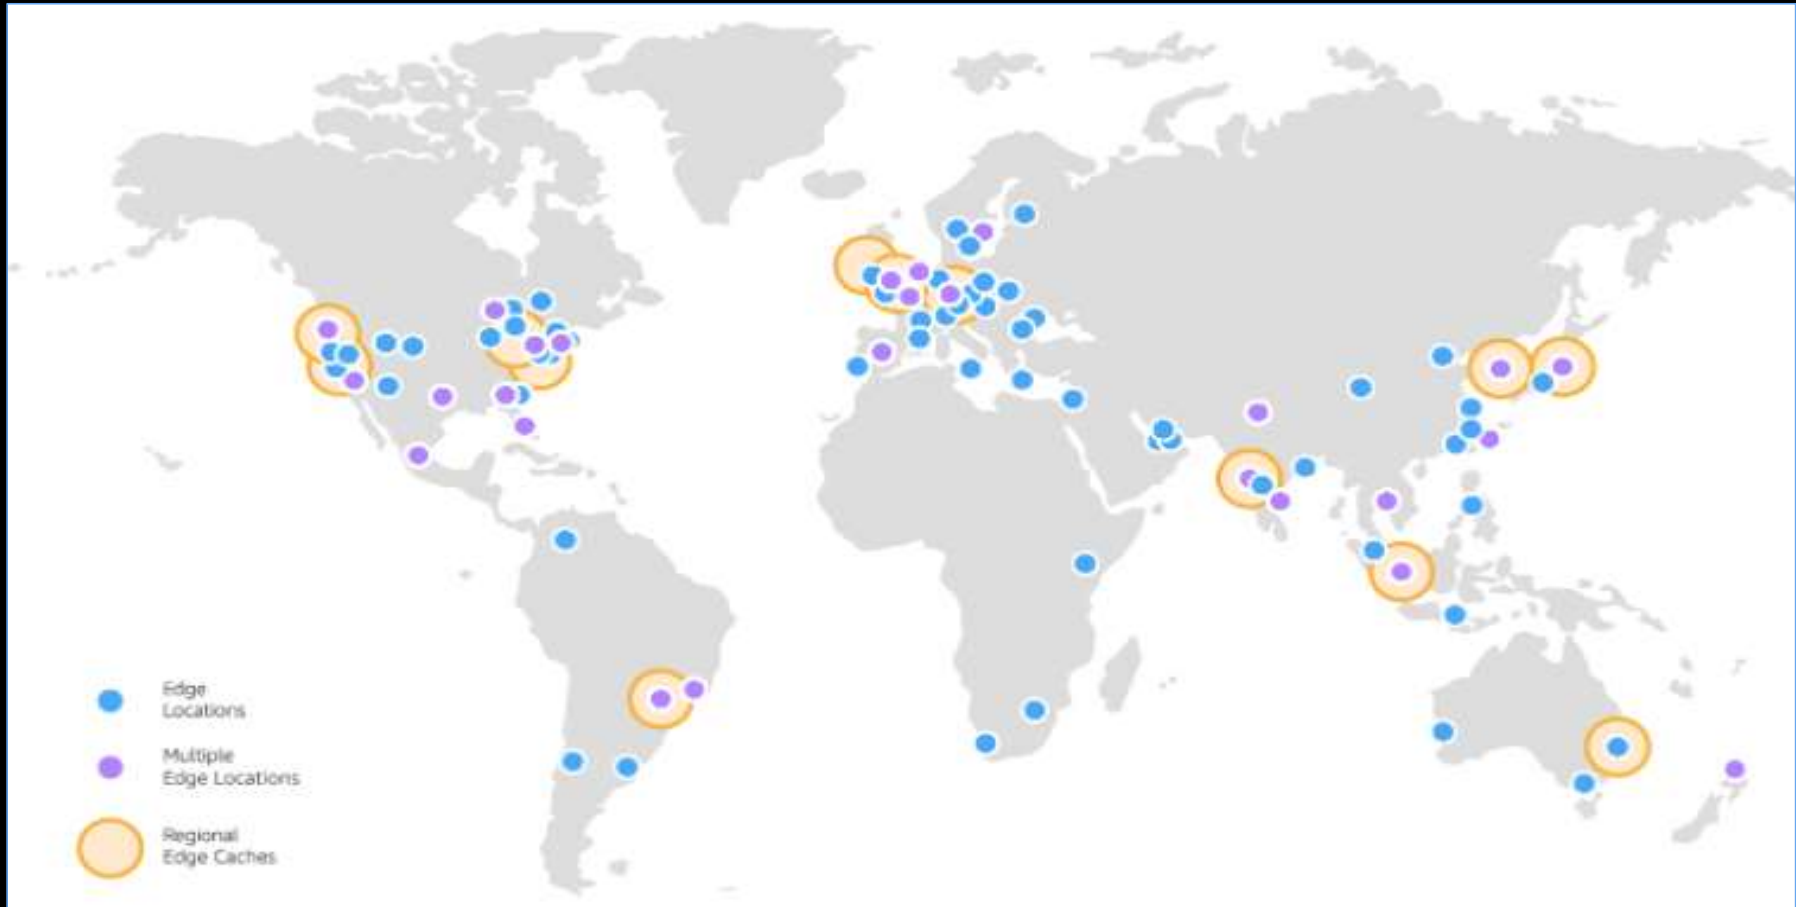 Edge
Locations
Multiple
Edge Locations
Regional
Edge Caches